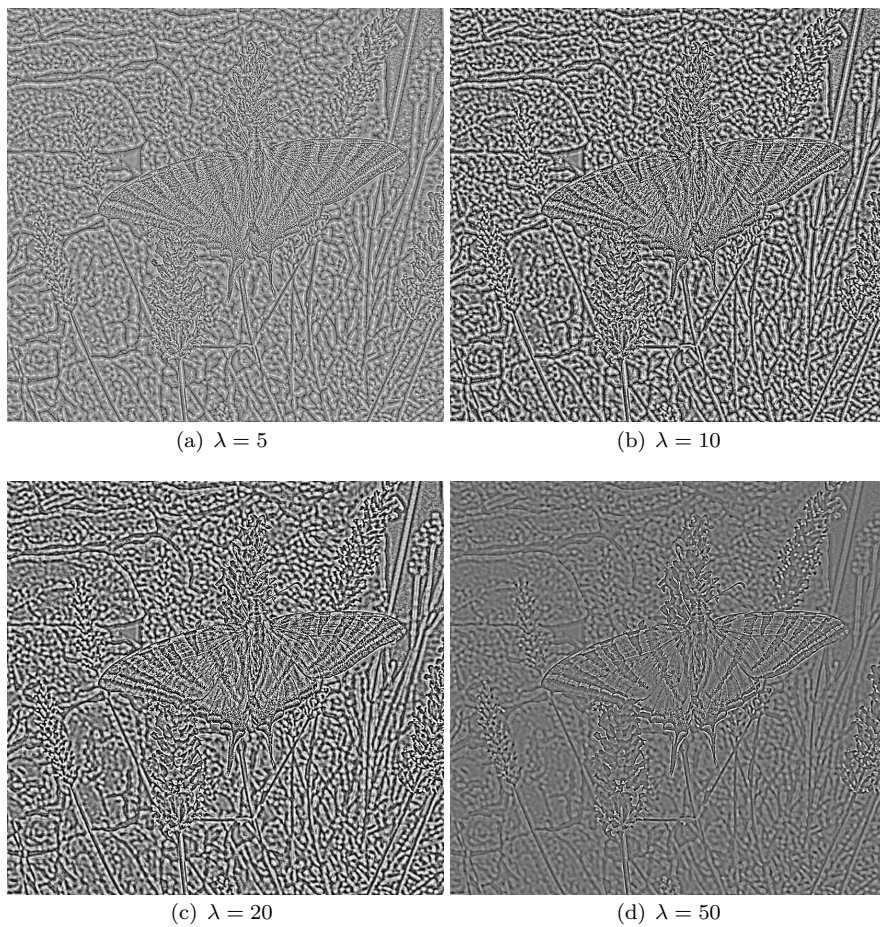 (a) λ = 5
(b) λ = 10
(c) λ = 20
(d) λ = 50